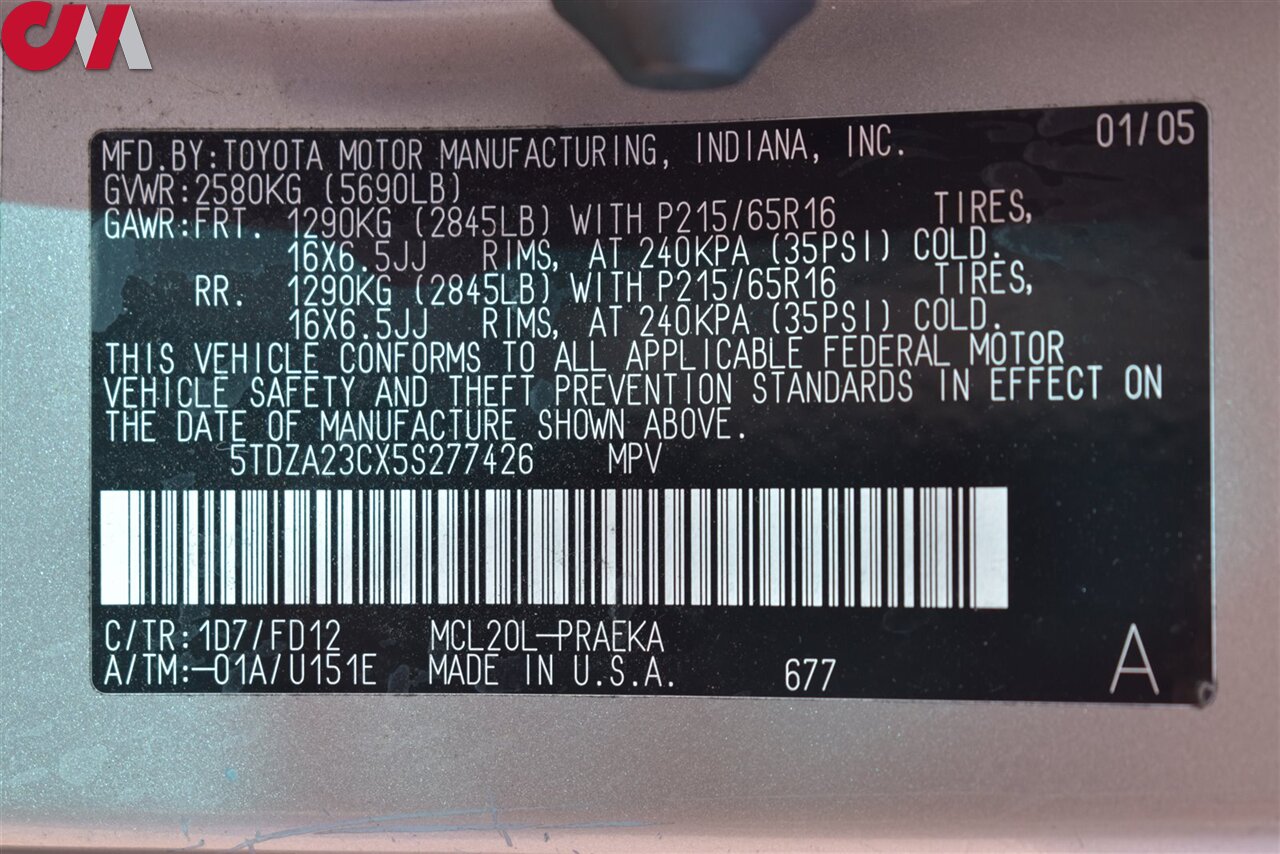 CM
MFD.BY:TOYOTA MOTOR MANUFACTURING, INDIANA, INC. 01/05
GVWR:2580KG (5690LB)
GAWR:FRT. 1290KG (2845LB) WITH P215/65R16 TIRES,
16X6.5JJ RIMS, AT 240KPA (35PSI) COLD.
RR. 1290KG (2845LB) WITH P215/65R16 TIRES,
16X6.5JJ RIMS, AT 240KPA (35PSI) COLD.
THIS VEHICLE CONFORMS TO ALL APPLICABLE FEDERAL MOTOR
VEHICLE SAFETY AND THEFT PREVENTION STANDARDS IN EFFECT ON
THE DATE OF MANUFACTURE SHOWN ABOVE.
5TDZA23CX5S277426 MPV
C/TR:1D7/FD12 MCL20L-PRAEKA
A/TM:-01A/U151E MADE IN U.S.A. 677 A